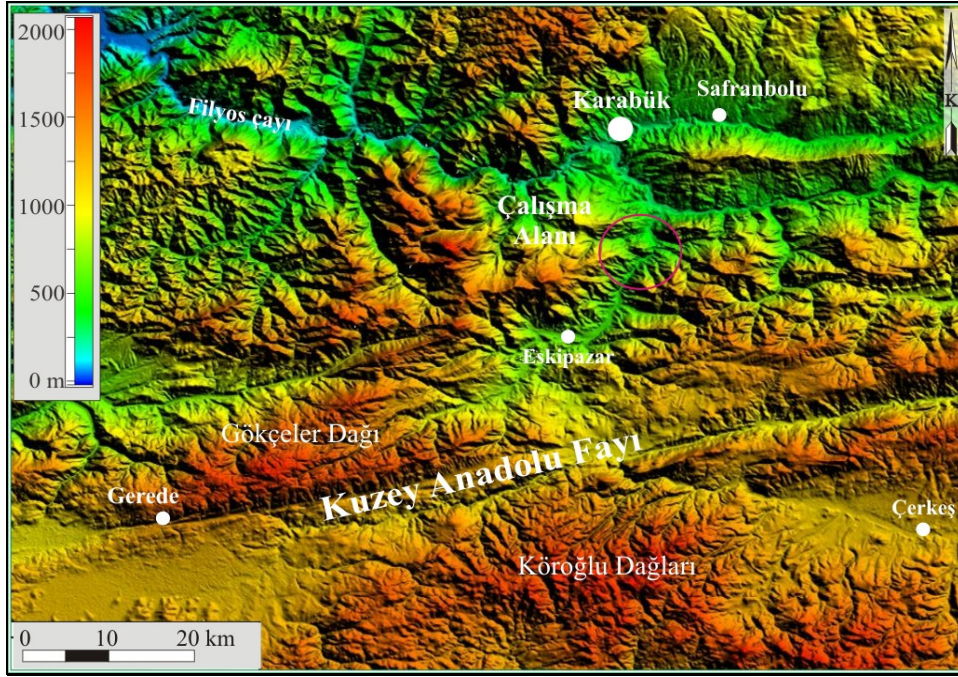 2000
1500
1000
500
0 m
K
Safranbolu
Karabük
Filyos çayı
Çalışma
Alanı
Eskipazar
Gökçeler Dağı
Kuzey Anadolu Fayı
Gerede
Çerkeş
Köroğlu Dağları
0 10 20 km